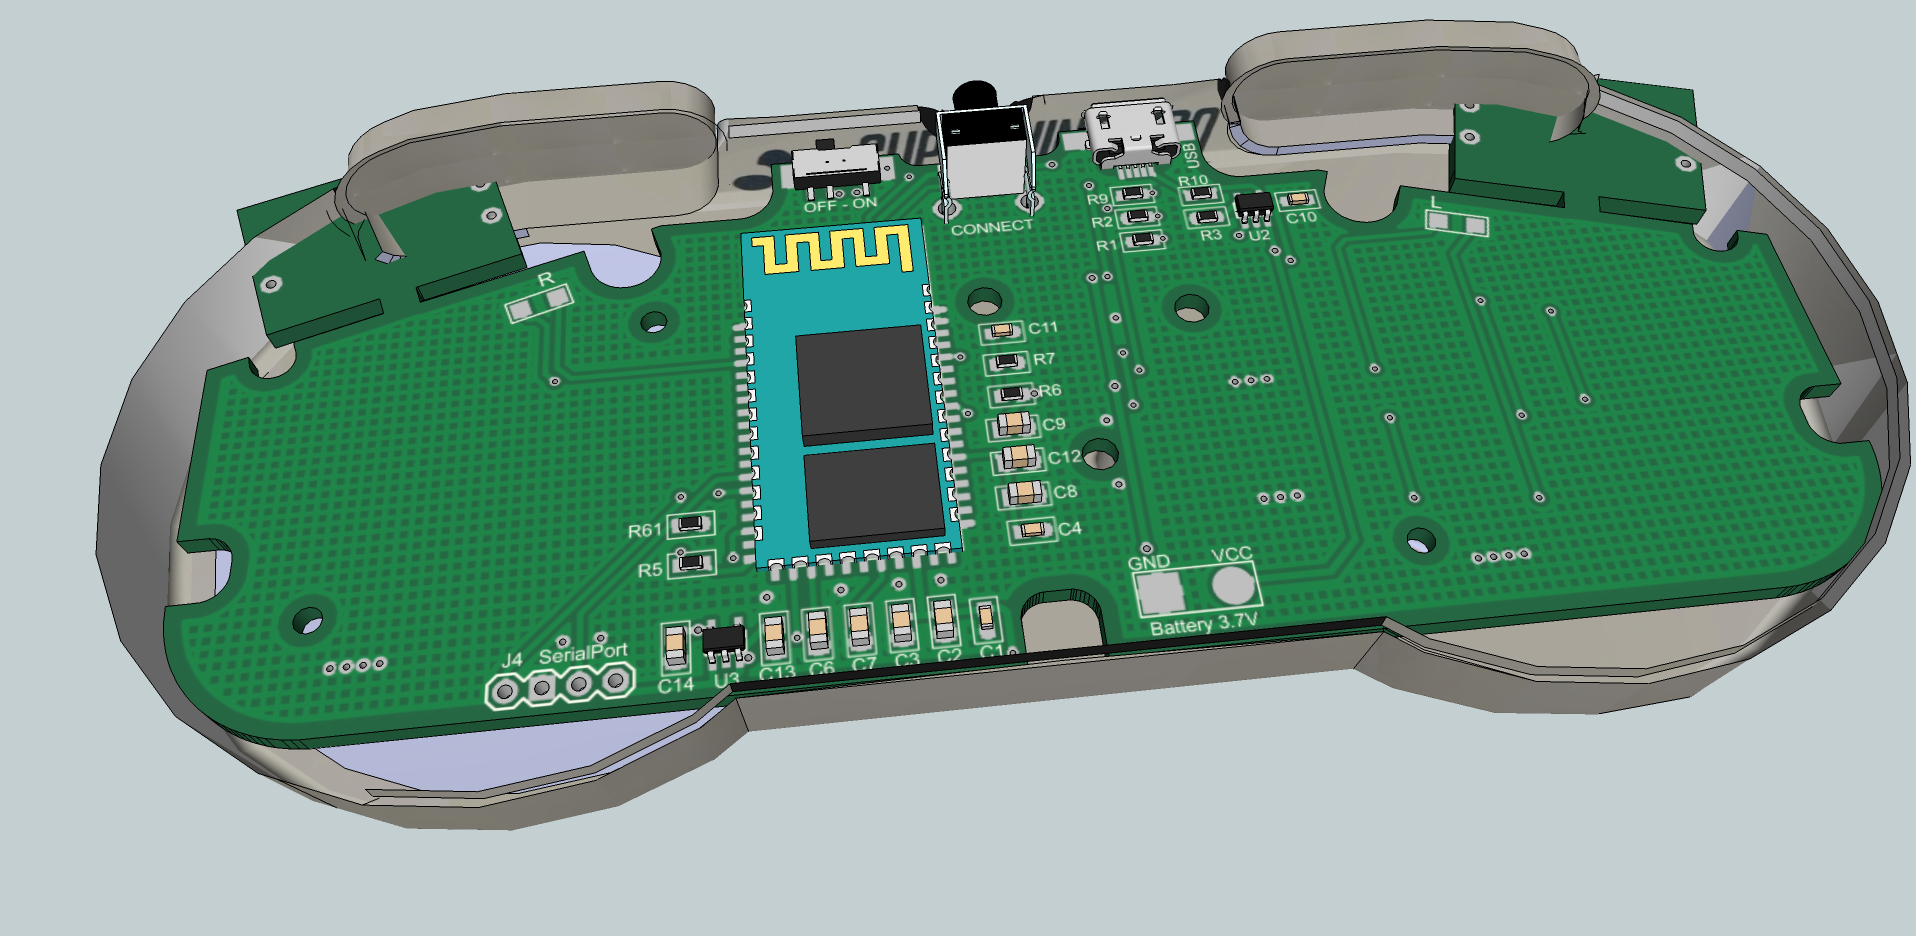 OFF - ON
CONNECT
USB
R9
R10
R2
R3
U2
C10
R1
L
R
C11
R7
R6
C9
C12
C8
C4
R61
R5
GND
VCC
Battery 3.7V
J4
SerialPort
C14
U3
C13
C6
C7
C3
C2
C1